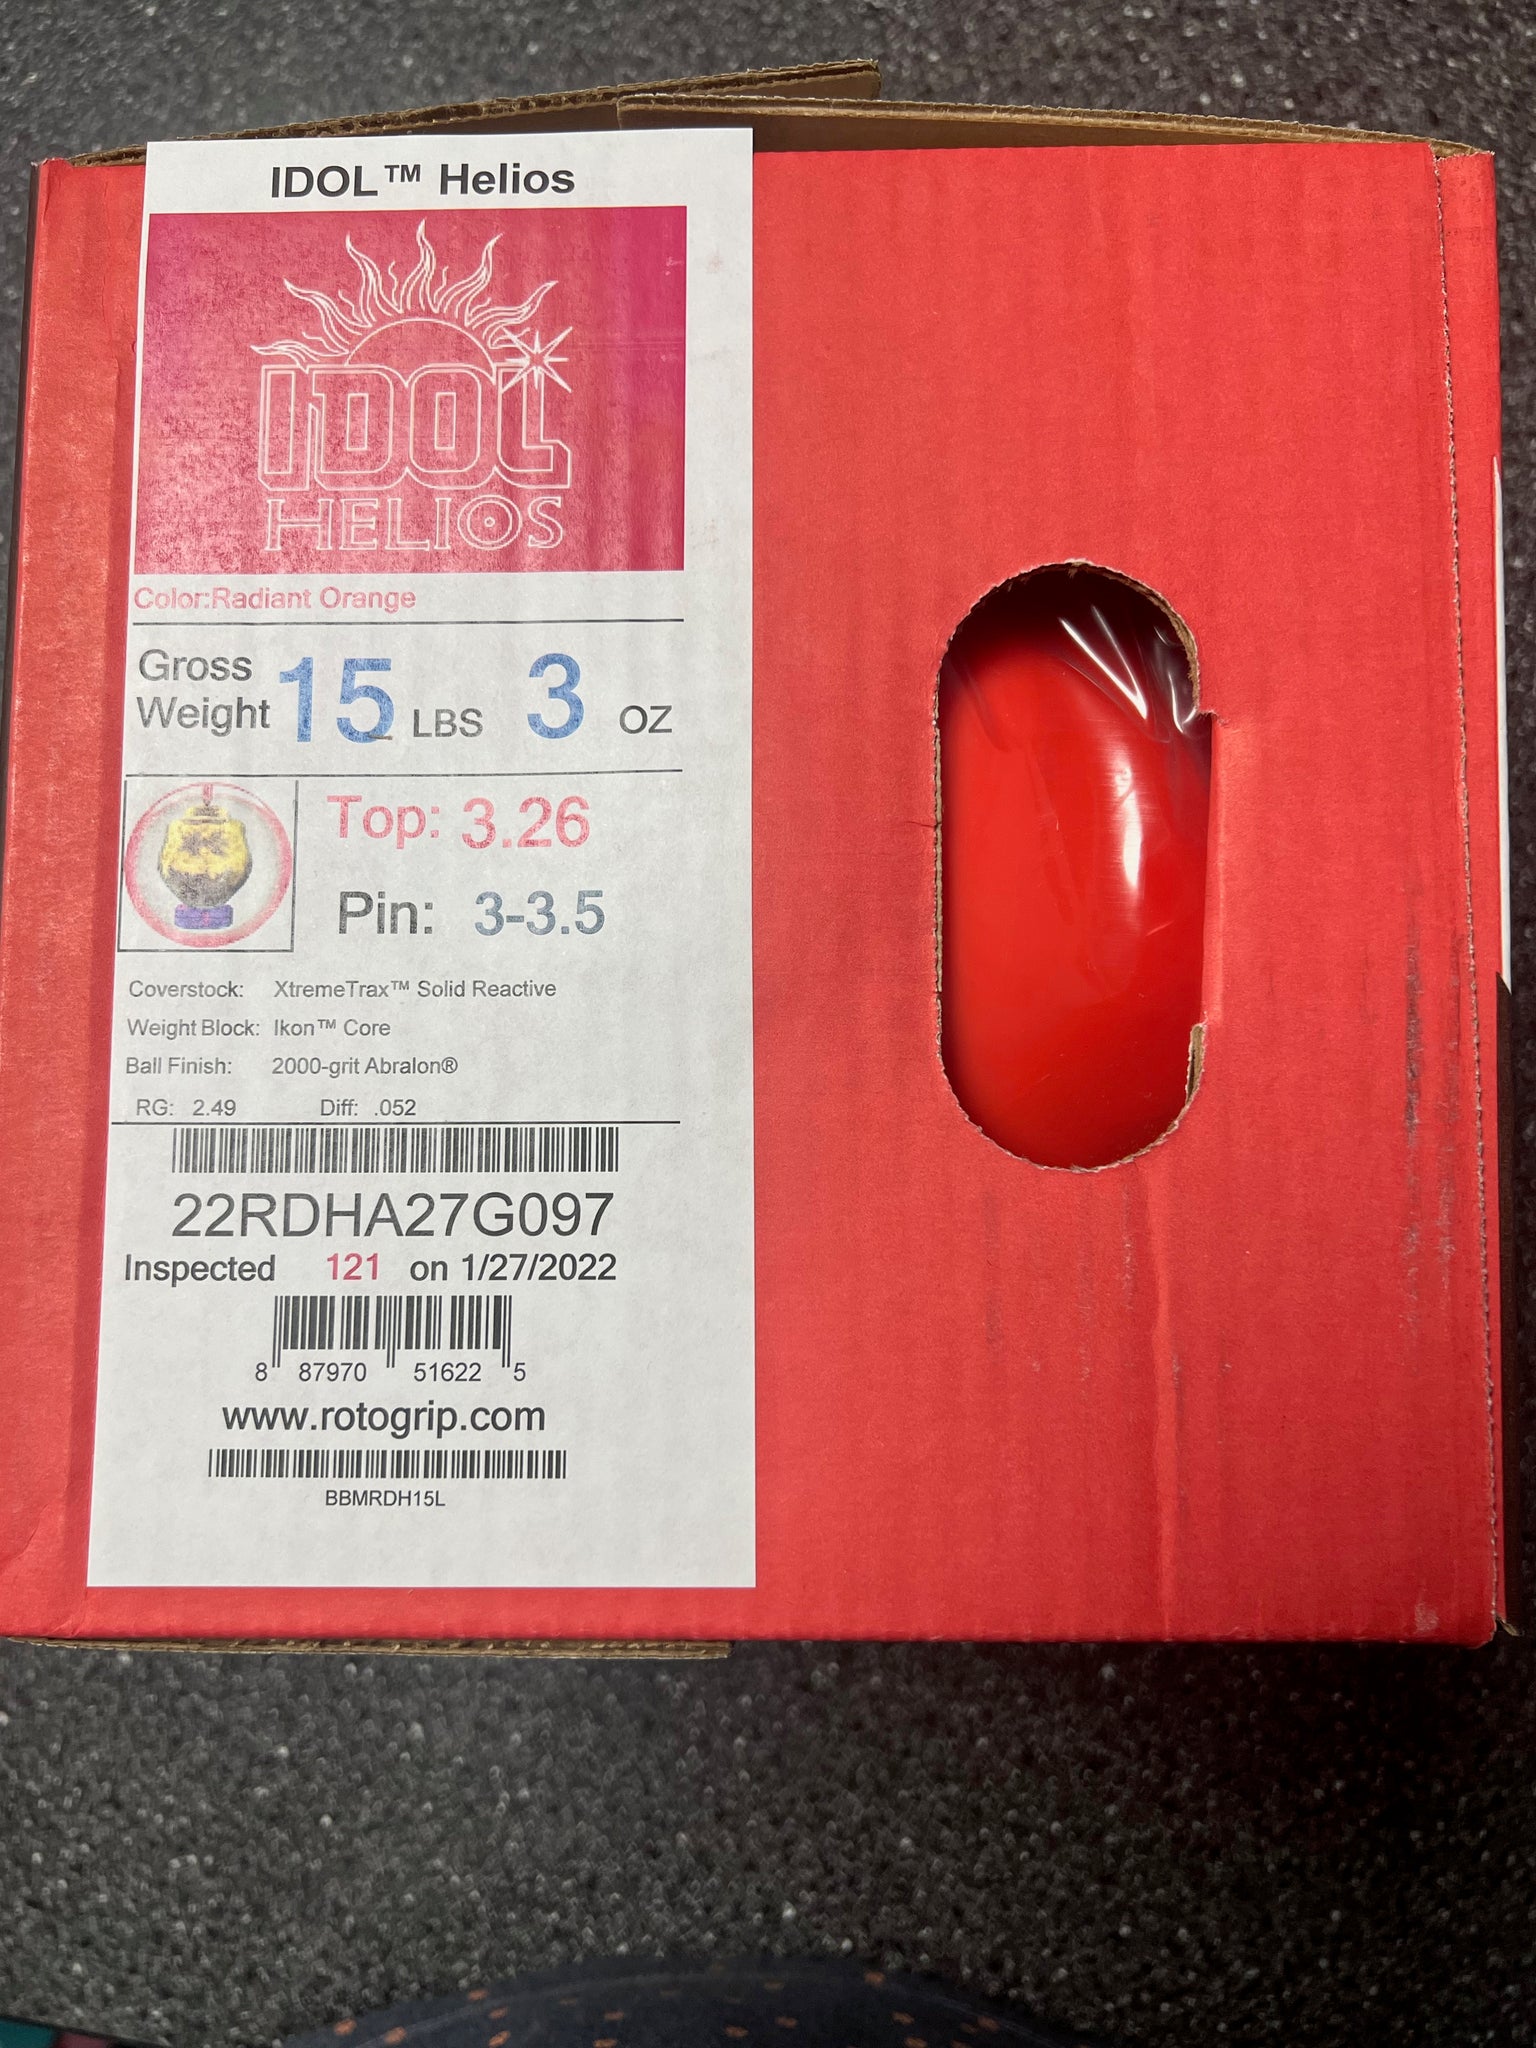 IDOL™ Helios
IDOL
HELIOS
Color:Radiant Orange
Gross Weight 15 LBS 3 OZ
Top: 3.26
Pin: 3-3.5
Coverstock: XtremeTrax™ Solid Reactive
Weight Block: Ikon™ Core
Ball Finish: 2000-grit Abralon®
RG: 2.49 Diff: .052
22RDHA27G097
Inspected 121 on 1/27/2022
8 87970 51622 5
www.rotogrip.com
BBMRDH15L